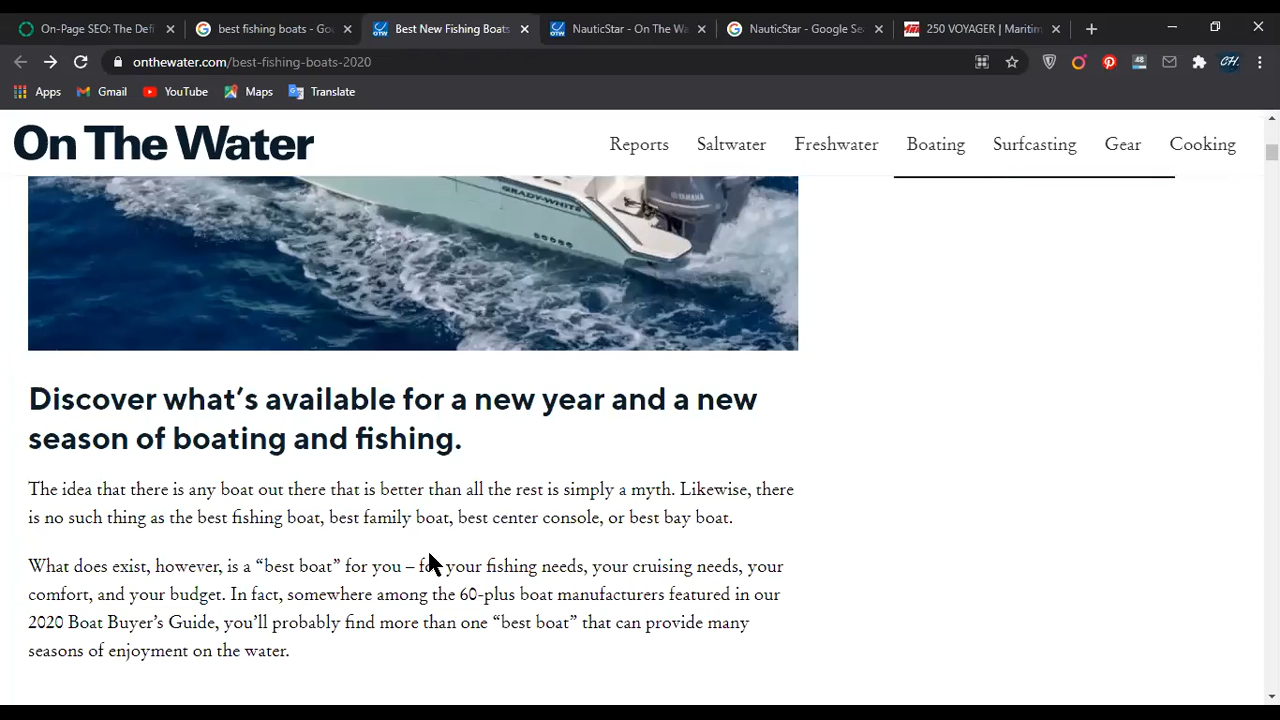 On-Page SEO: The Defi
best fishing boats - Goo
Best New Fishing Boats
NauticStar - On The Wa
NauticStar - Google Sea
250 VOYAGER | Maritim
onthewater.com/best-fishing-boats-2020
48
CH
Apps
Gmail
YouTube
Maps
Translate
On The Water
Reports
Saltwater
Freshwater
Boating
Surfcasting
Gear
Cooking
GRADY-WHITE
YAMAHA
Discover what's available for a new year and a new
season of boating and fishing.
The idea that there is any boat out there that is better than all the rest is simply a myth. Likewise, there
is no such thing as the best fishing boat, best family boat, best center console, or best bay boat.
What does exist, however, is a “best boat” for you – for your fishing needs, your cruising needs, your
comfort, and your budget. In fact, somewhere among the 60-plus boat manufacturers featured in our
2020 Boat Buyer’s Guide, you’ll probably find more than one “best boat” that can provide many
seasons of enjoyment on the water.